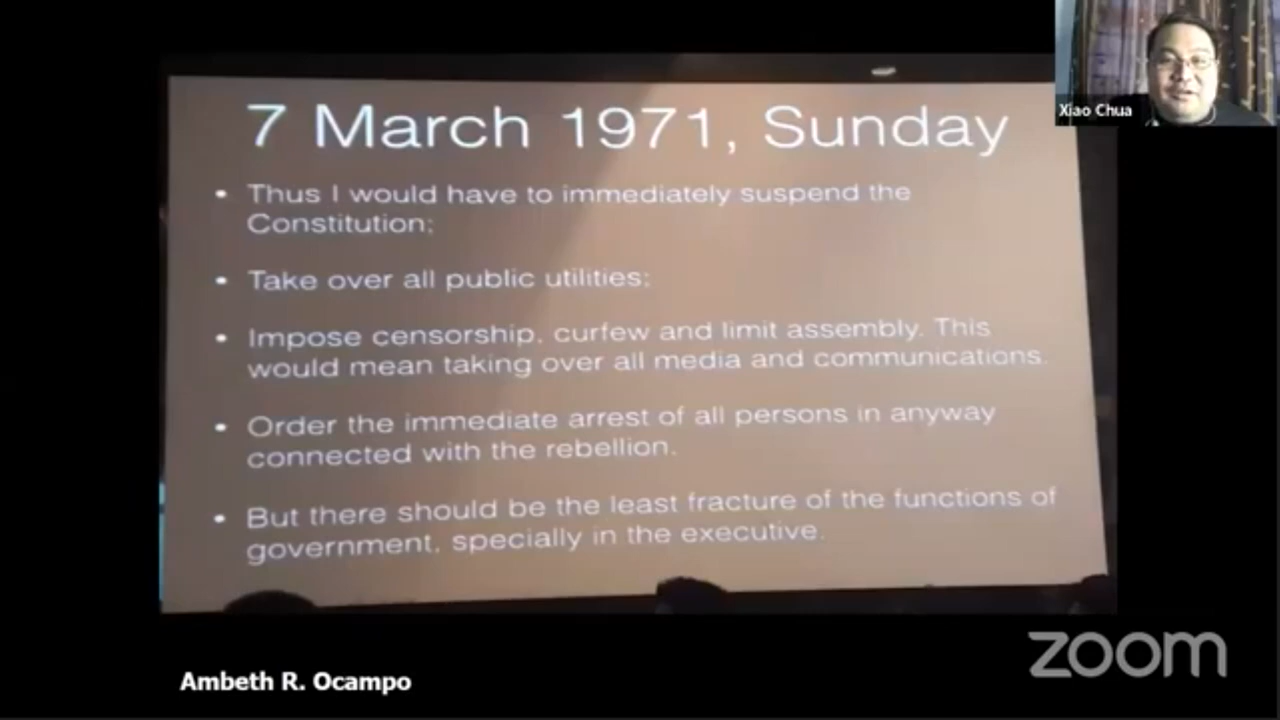 Xiao Chua
7 March 1971, Sunday
• Thus I would have to immediately suspend the
Constitution;
• Take over all public utilities;
• Impose censorship, curfew and limit assembly. This
would mean taking over all media and communications.
• Order the immediate arrest of all persons in anyway
connected with the rebellion.
• But there should be the least fracture of the functions of
government, specially in the executive.
zoom
Ambeth R. Ocampo